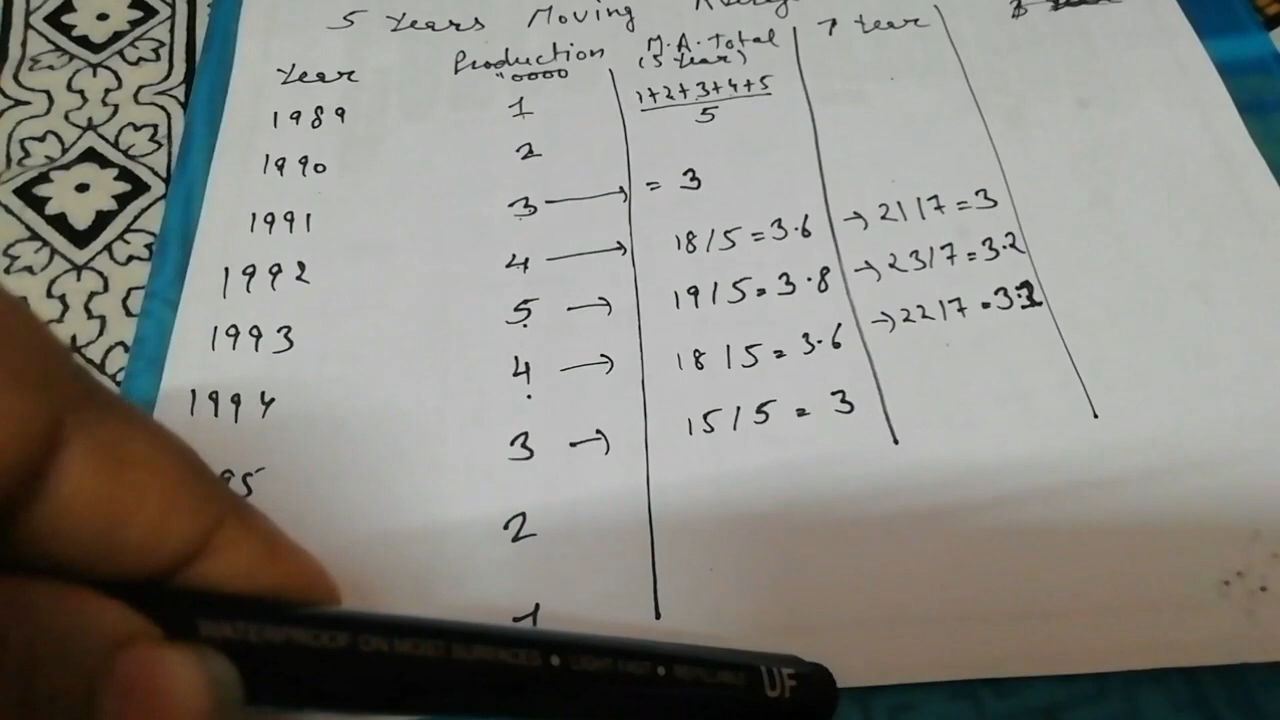 5 Years Moving
7 Year
Year Production M.A. Total
"0000 (5 Year)
1989 1 1+2+3+4+5
5
1990 2
1991 3 → = 3
1992 4 → 18/5 = 3.6 → 21/7 = 3
1993 5 → 19/5 = 3.8 → 23/7 = 3.2
1994 4 → 18/5 = 3.6 → 22/7 = 3.1
95 3 → 15/5 = 3
2
1
WATERPROOF ON MOST SURFACES • LIGHT FAST • REFILLABLE UF